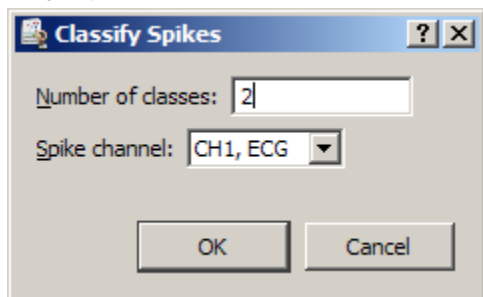 Classify Spikes
Number of classes: 2
Spike channel: CH1, ECG
OK Cancel